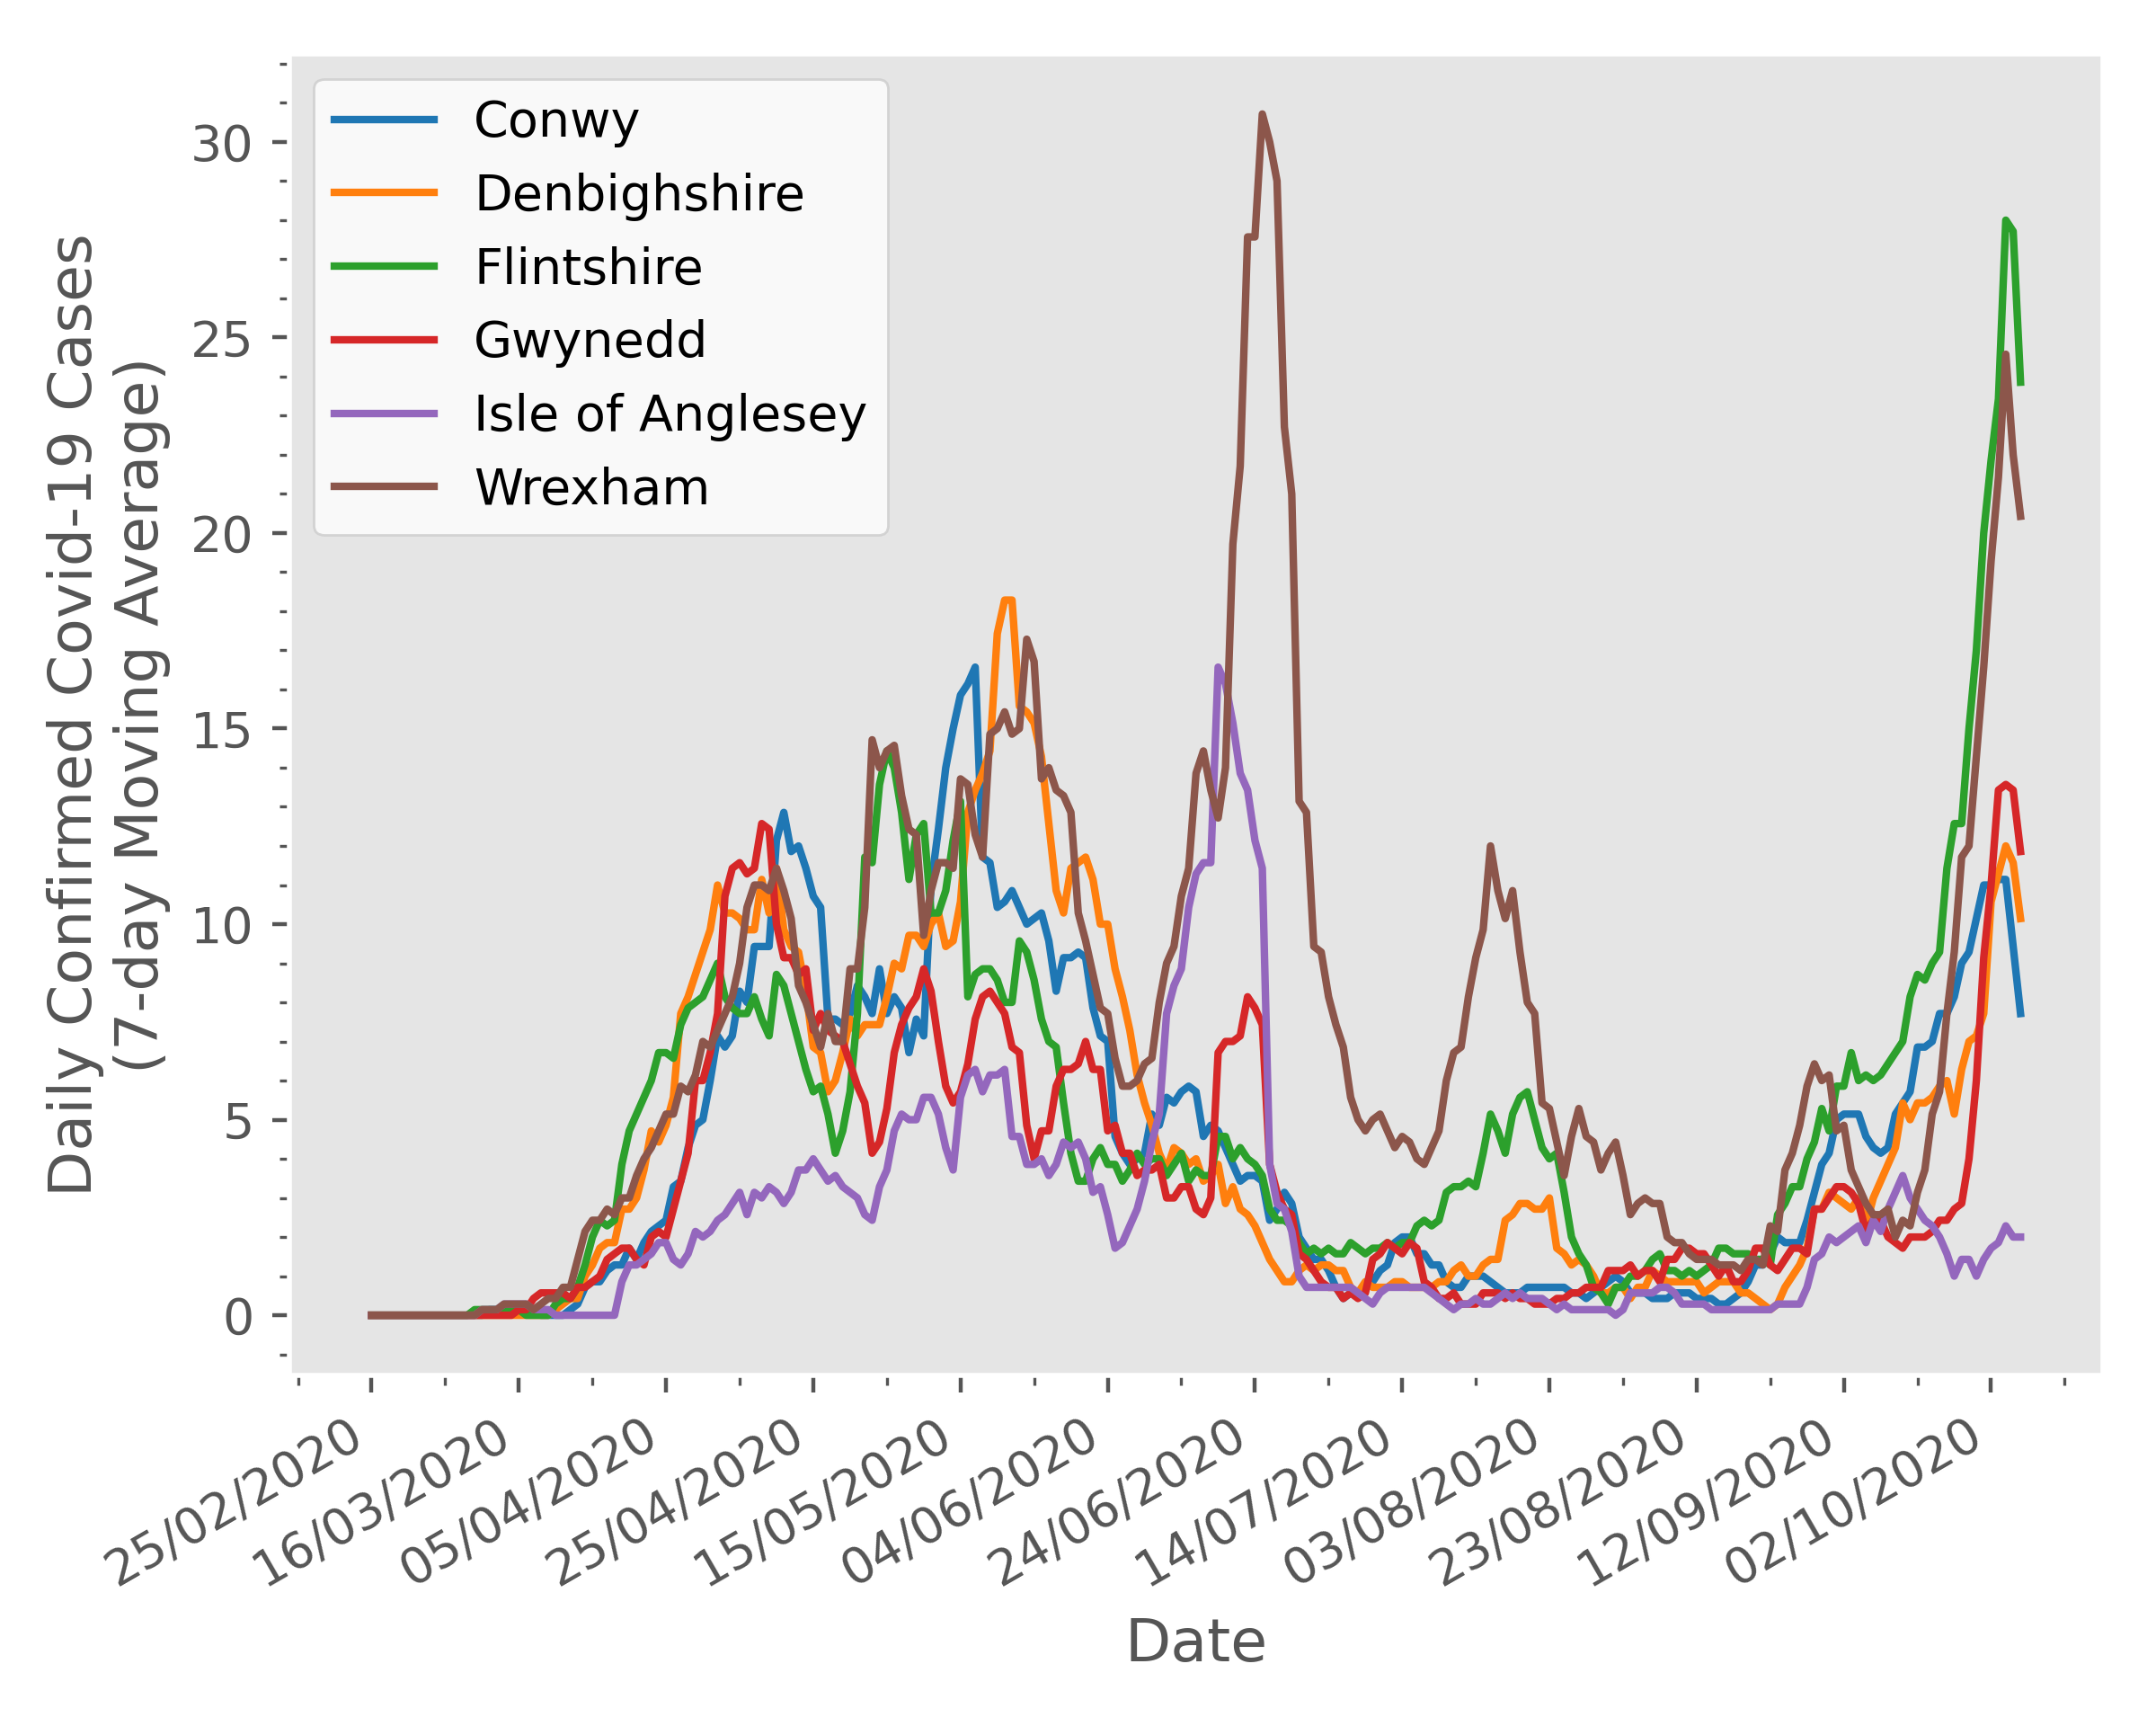 Conwy
Denbighshire
Flintshire
Gwynedd
Isle of Anglesey
Wrexham
Daily Confirmed Covid-19 Cases
(7-day Moving Average)
30
25
20
15
10
5
0
25/02/2020
16/03/2020
05/04/2020
25/04/2020
15/05/2020
04/06/2020
24/06/2020
14/07/2020
03/08/2020
23/08/2020
12/09/2020
02/10/2020
Date